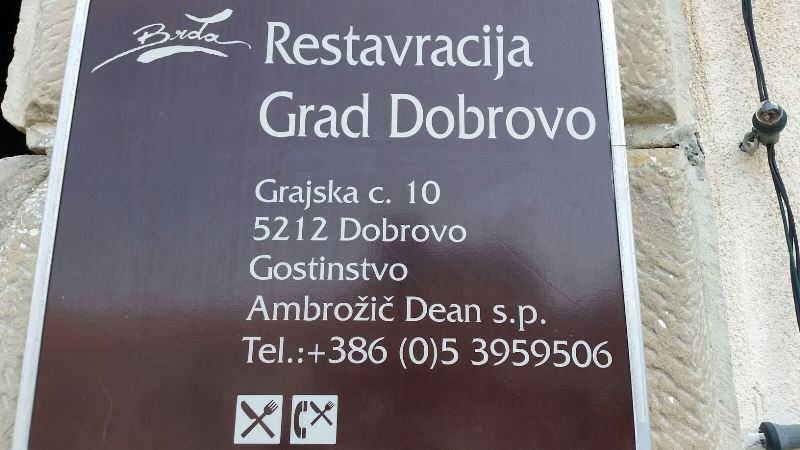 Brda
Restavracija
Grad Dobrovo
Grajska c. 10
5212 Dobrovo
Gostinstvo
Ambrožič Dean s.p.
Tel.:+386 (0)5 3959506